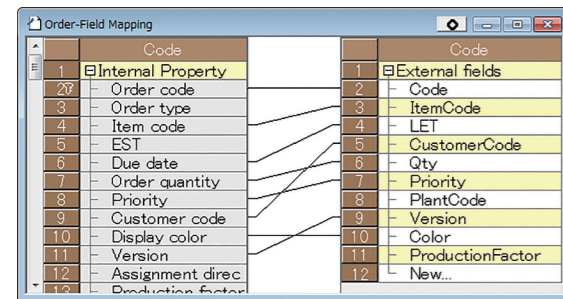 Order-Field Mapping
Code
1 Internal Property
2 Order code
3 Order type
4 Item code
5 EST
6 Due date
7 Order quantity
8 Priority
9 Customer code
10 Display color
11 Version
12 Assignment direc
13 Production factor
Code
1 External fields
2 Code
3 ItemCode
4 LET
5 CustomerCode
6 Qty
7 Priority
8 PlantCode
9 Version
10 Color
11 ProductionFactor
12 New...